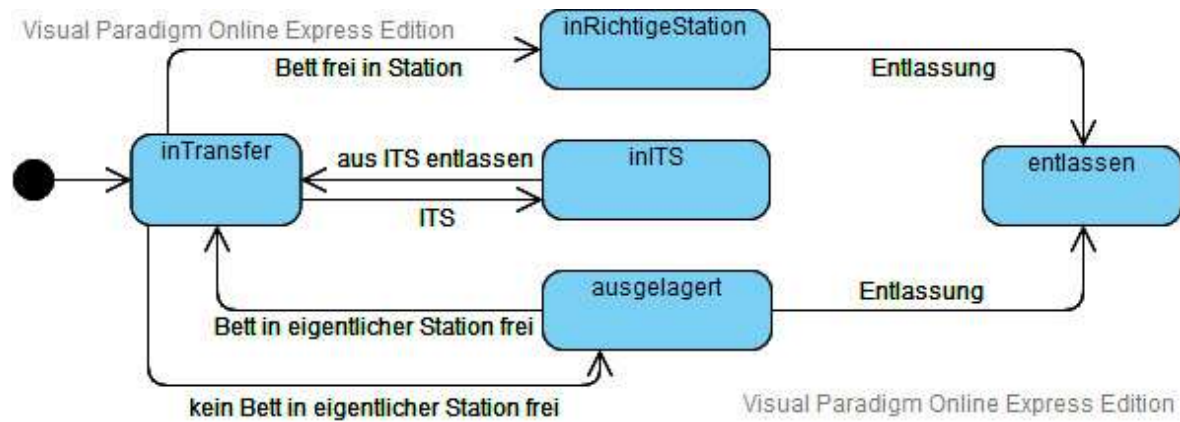 Visual Paradigm Online Express Edition
inRichtigeStation
Bett frei in Station
Entlassung
inTransfer
aus ITS entlassen
inITS
entlassen
ITS
ausgelagert
Entlassung
Bett in eigentlicher Station frei
kein Bett in eigentlicher Station frei
Visual Paradigm Online Express Edition